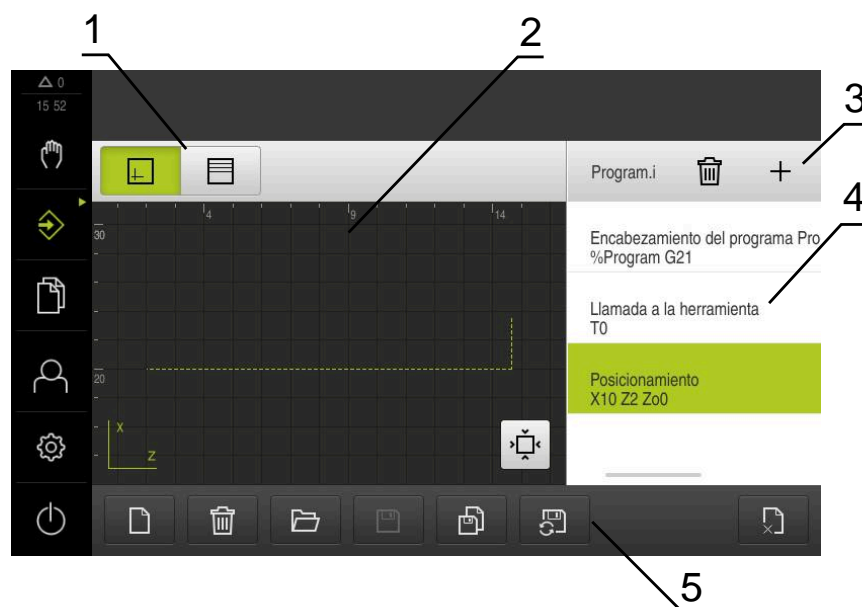 1
2
3
4
5
0
15 52
Program.i
4
9
14
30
20
X
Z
Encabezamiento del programa Pro
%Program G21
Llamada a la herramienta
T0
Posicionamiento
X10 Z2 Zo0